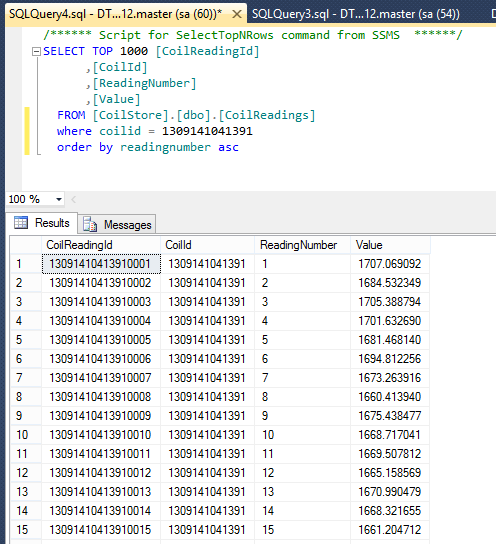 SQLQuery4.sql - DT...12.master (sa (60))* SQLQuery3.sql - DT...12.master (sa (54)) D
/****** Script for SelectTopNRows command from SSMS ******/
SELECT TOP 1000 [CoilReadingId]
,[CoilId]
,[ReadingNumber]
,[Value]
FROM [CoilStore].[dbo].[CoilReadings]
where coilid = 1309141041391
order by readingnumber asc
100 %
Results Messages
CoilReadingId CoilId ReadingNumber Value
1 13091410413910001 1309141041391 1 1707.069092
2 13091410413910002 1309141041391 2 1684.532349
3 13091410413910003 1309141041391 3 1705.388794
4 13091410413910004 1309141041391 4 1701.632690
5 13091410413910005 1309141041391 5 1681.468140
6 13091410413910006 1309141041391 6 1694.812256
7 13091410413910007 1309141041391 7 1673.263916
8 13091410413910008 1309141041391 8 1660.413940
9 13091410413910009 1309141041391 9 1675.438477
10 13091410413910010 1309141041391 10 1668.717041
11 13091410413910011 1309141041391 11 1669.507812
12 13091410413910012 1309141041391 12 1665.158569
13 13091410413910013 1309141041391 13 1670.990479
14 13091410413910014 1309141041391 14 1668.321655
15 13091410413910015 1309141041391 15 1661.204712